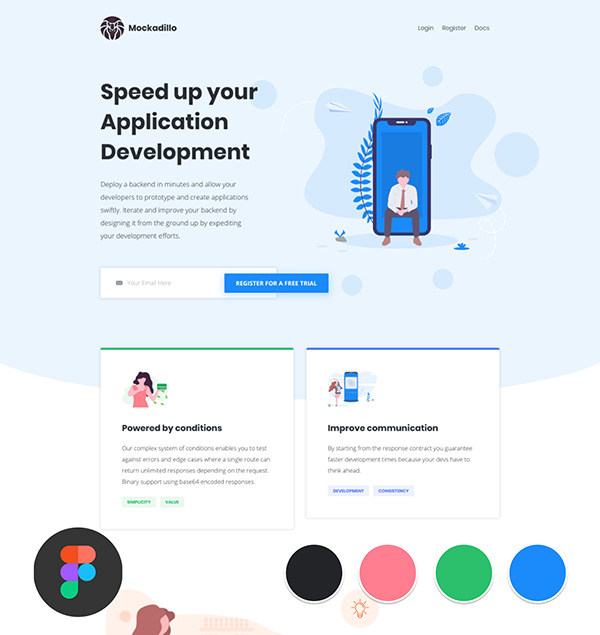 Mockadillo
Login Register Docs
Speed up your
Application
Development
Deploy a backend in minutes and allow your
developers to prototype and create applications
swiftly. Iterate and improve your backend by
designing it from the ground up by expediting
your development efforts.
Your Email Here
REGISTER FOR A FREE TRIAL
Powered by conditions
Our complex system of conditions enables you to test
against errors and edge cases where a single route can
return unlimited responses depending on the request.
Binary support using base64 encoded responses.
SIMPLICITY VALUE
Improve communication
By starting from the response contract you guarantee
faster development times because your devs have to
think ahead.
DEVELOPMENT CONSISTENCY